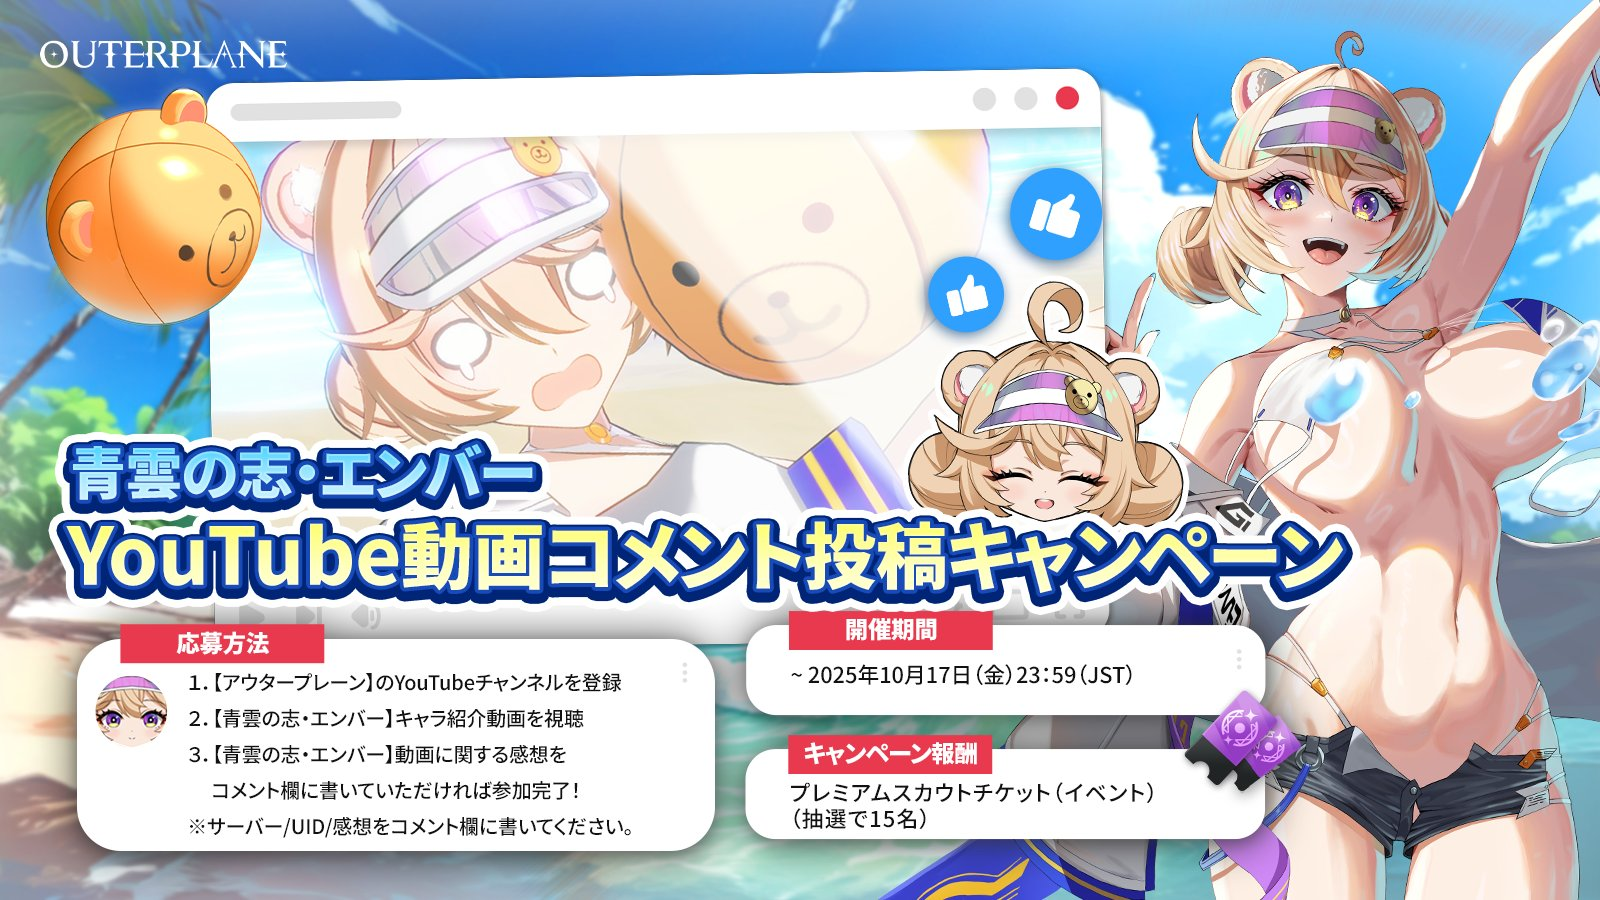 OUTERPLANE
青雲の志・エンバー
YouTube動画コメント投稿キャンペーン
応募方法
1.【アウタープレーン】のYouTubeチャンネルを登録
2.【青雲の志・エンバー】キャラ紹介動画を視聴
3.【青雲の志・エンバー】動画に関する感想を
コメント欄に書いていただければ参加完了!
※サーバー/UID/感想をコメント欄に書いてください。
開催期間
~ 2025年10月17日(金)23:59(JST)
キャンペーン報酬
プレミアムスカウトチケット(イベント)
(抽選で15名)